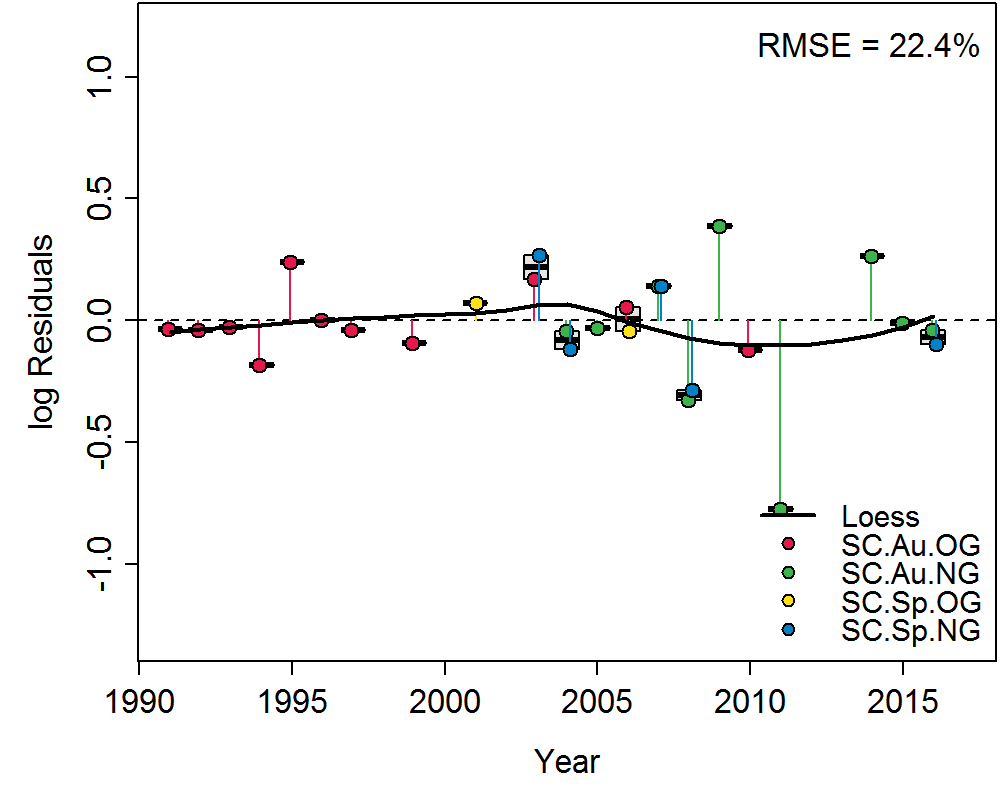 RMSE = 22.4%
1.0
0.5
0.0
-0.5
-1.0
log Residuals
Loess
SC.Au.OG
SC.Au.NG
SC.Sp.OG
SC.Sp.NG
1990 1995 2000 2005 2010 2015
Year